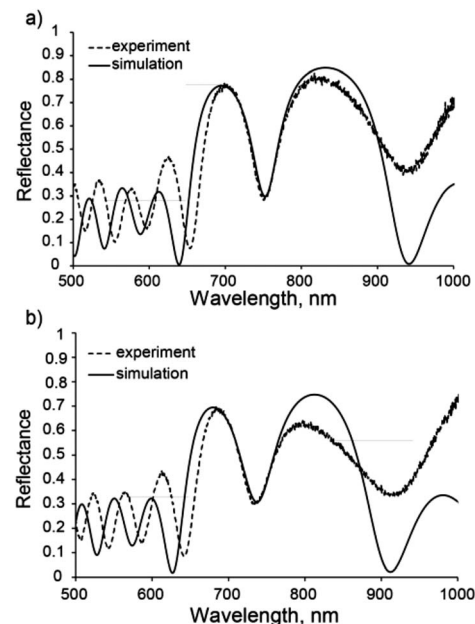 a)
experiment
simulation
1
0.9
0.8
0.7
0.6
0.5
0.4
0.3
0.2
0.1
0
Reflectance
500 600 700 800 900 1000
Wavelength, nm
b)
experiment
simulation
1
0.9
0.8
0.7
0.6
0.5
0.4
0.3
0.2
0.1
0
Reflectance
500 600 700 800 900 1000
Wavelength, nm